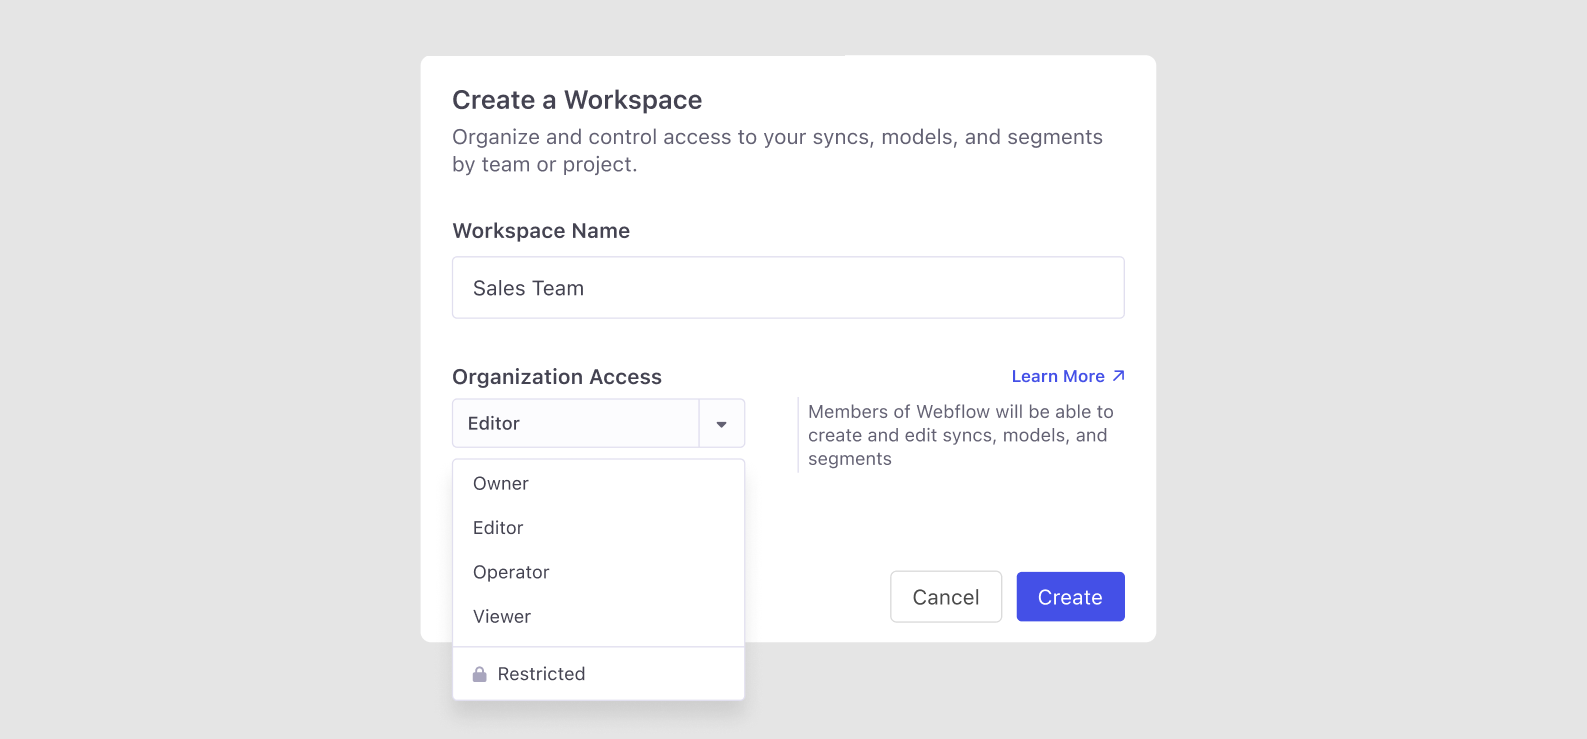 Create a Workspace
Organize and control access to your syncs, models, and segments
by team or project.
Workspace Name
Sales Team
Organization Access
Learn More
Editor
Members of Webflow will be able to
create and edit syncs, models, and
segments
Owner
Editor
Operator
Viewer
Restricted
Cancel
Create